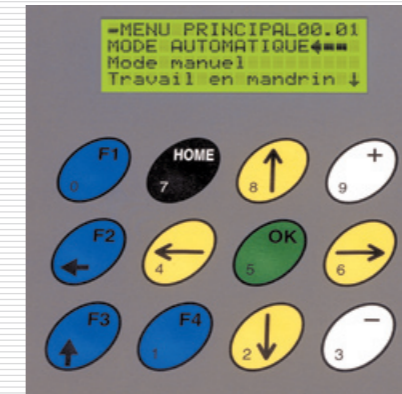 -MENU PRINCIPAL00.01
MODE AUTOMATIQUE
Mode manuel
Travail en mandrin ↓
F1 0
HOME 7
↑ 8
+ 9
F2 ←
← 4
OK 5
→ 6
F3 ↑
F4 1
↓ 2
- 3